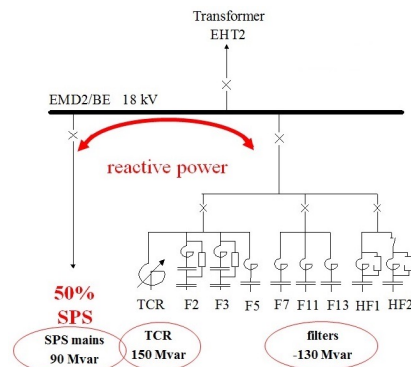 Transformer
EHT2
EMD2/BE 18 kV
reactive power
50%
SPS
TCR F2 F3 F5 F7 F11 F13 HF1 HF2
SPS mains
90 Mvar
TCR
150 Mvar
filters
-130 Mvar